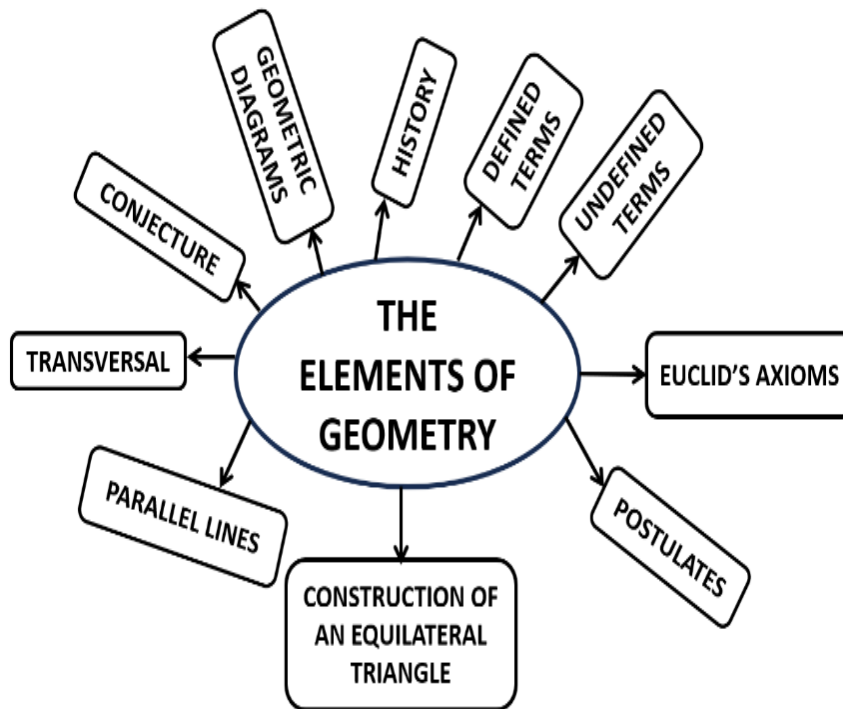 THE
ELEMENTS OF
GEOMETRY
GEOMETRIC
DIAGRAMS
HISTORY
DEFINED
TERMS
UNDEFINED
TERMS
CONJECTURE
TRANSVERSAL
EUCLID'S AXIOMS
PARALLEL LINES
POSTULATES
CONSTRUCTION OF
AN EQUILATERAL
TRIANGLE